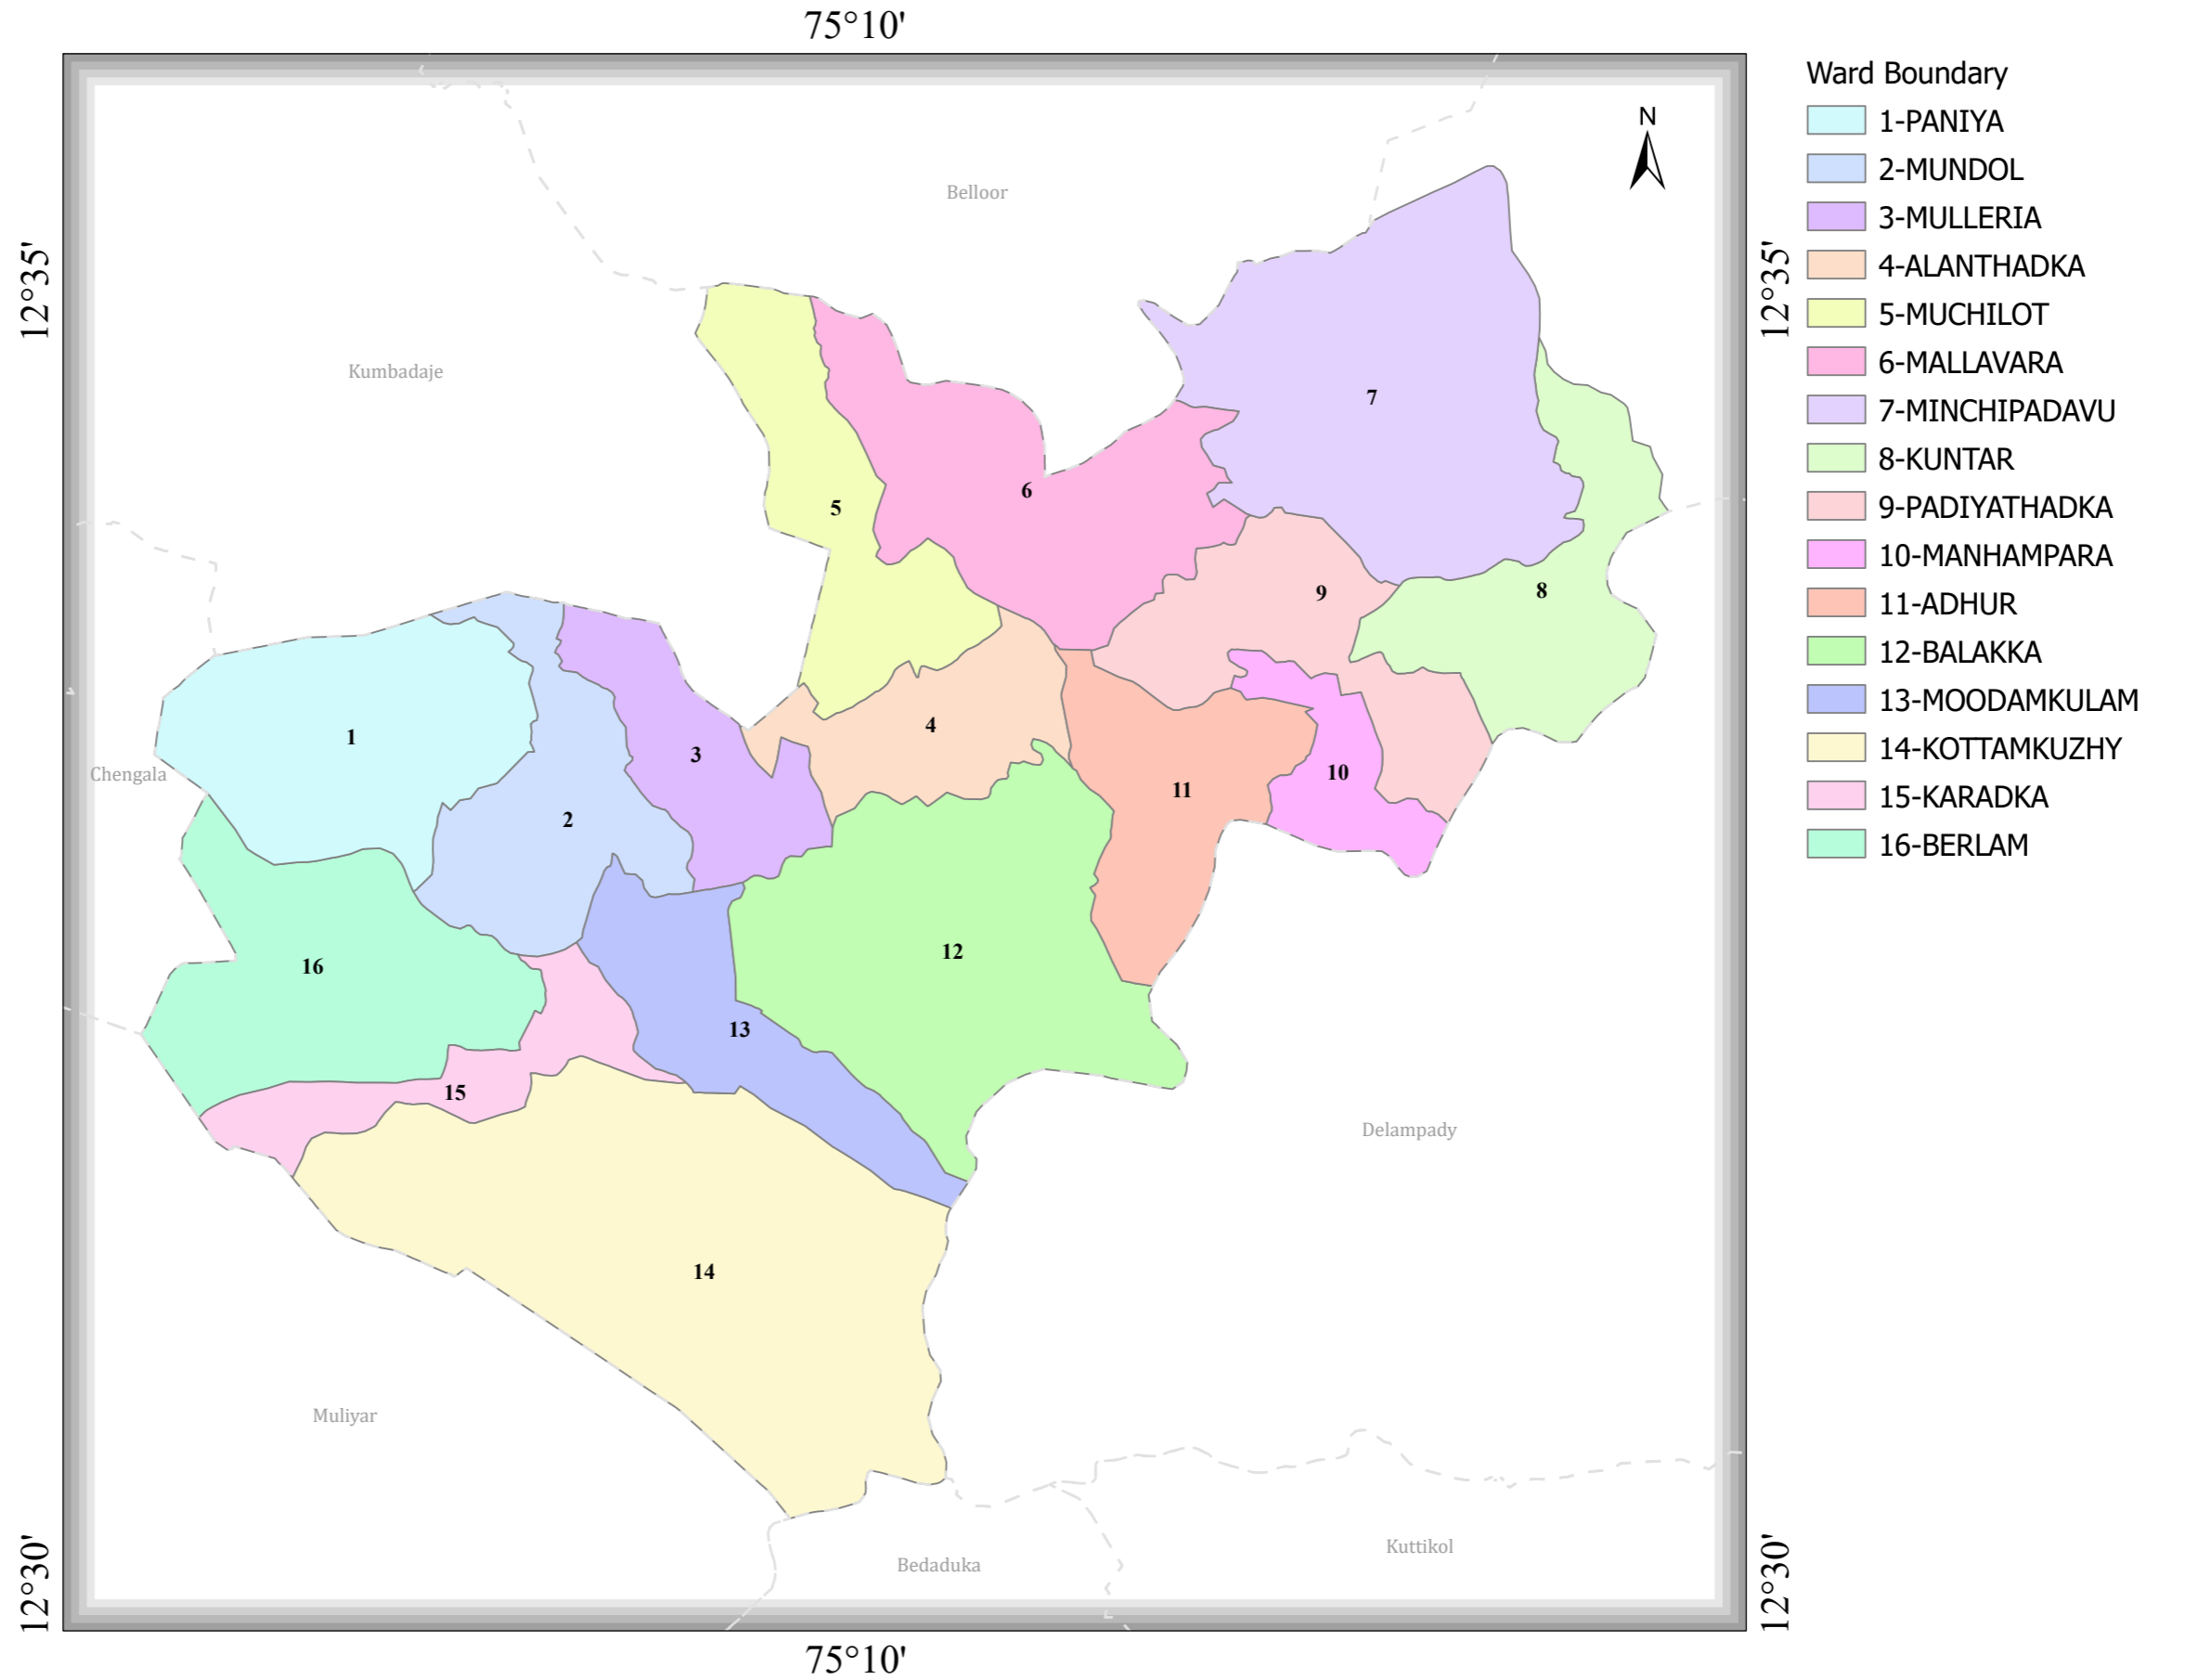 75°10'
Ward Boundary
1-PANIYA
2-MUNDOL
3-MULLERIA
4-ALANTHADKA
5-MUCHILOT
6-MALLAVARA
7-MINCHIPADAVU
8-KUNTAR
9-PADIYATHADKA
10-MANHAMPARA
11-ADHUR
12-BALAKKA
13-MOODAMKULAM
14-KOTTAMKUZHY
15-KARADKA
16-BERLAM
N
Belloor
12°35'
12°35'
Kumbadaje
7
6
5
9
8
4
1
3
Chengala
10
11
2
12
16
13
15
Delampady
14
Muliyar
Kuttikol
Bedaduka
12°30'
12°30'
75°10'